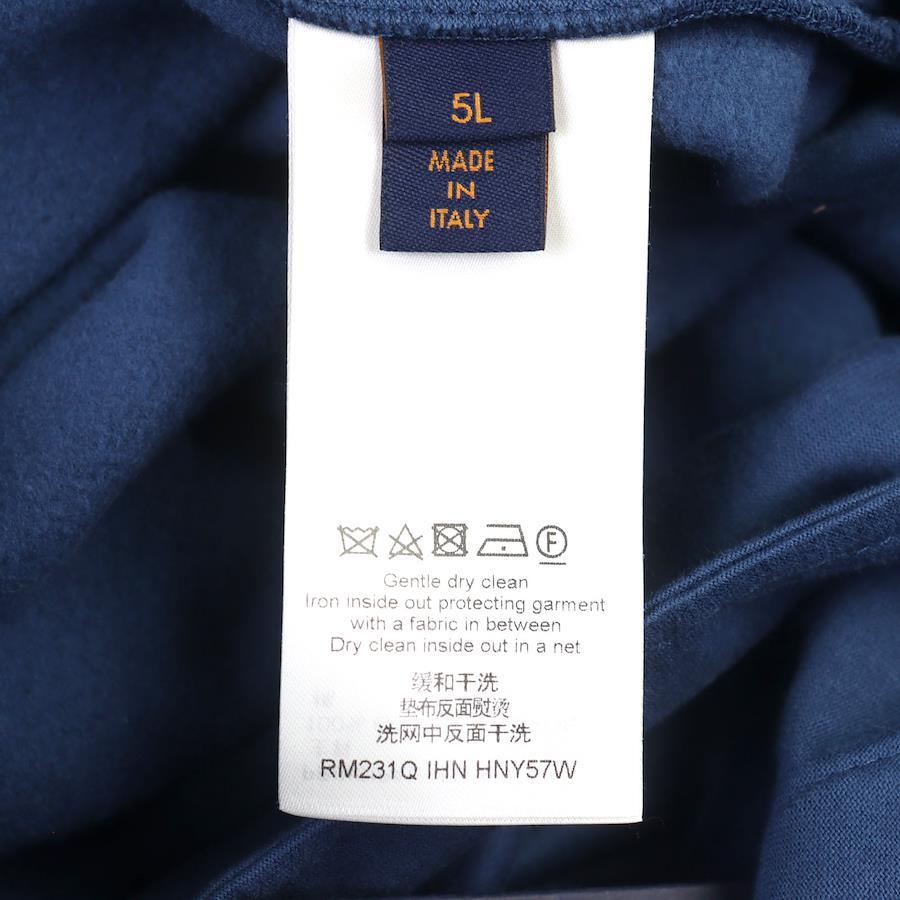 5L
MADE
IN
ITALY
F
Gentle dry clean
Iron inside out protecting garment
with a fabric in between
Dry clean inside out in a net
缓和干洗
垫布反面熨烫
洗网中反面干洗
RM231Q IHN HNY57W